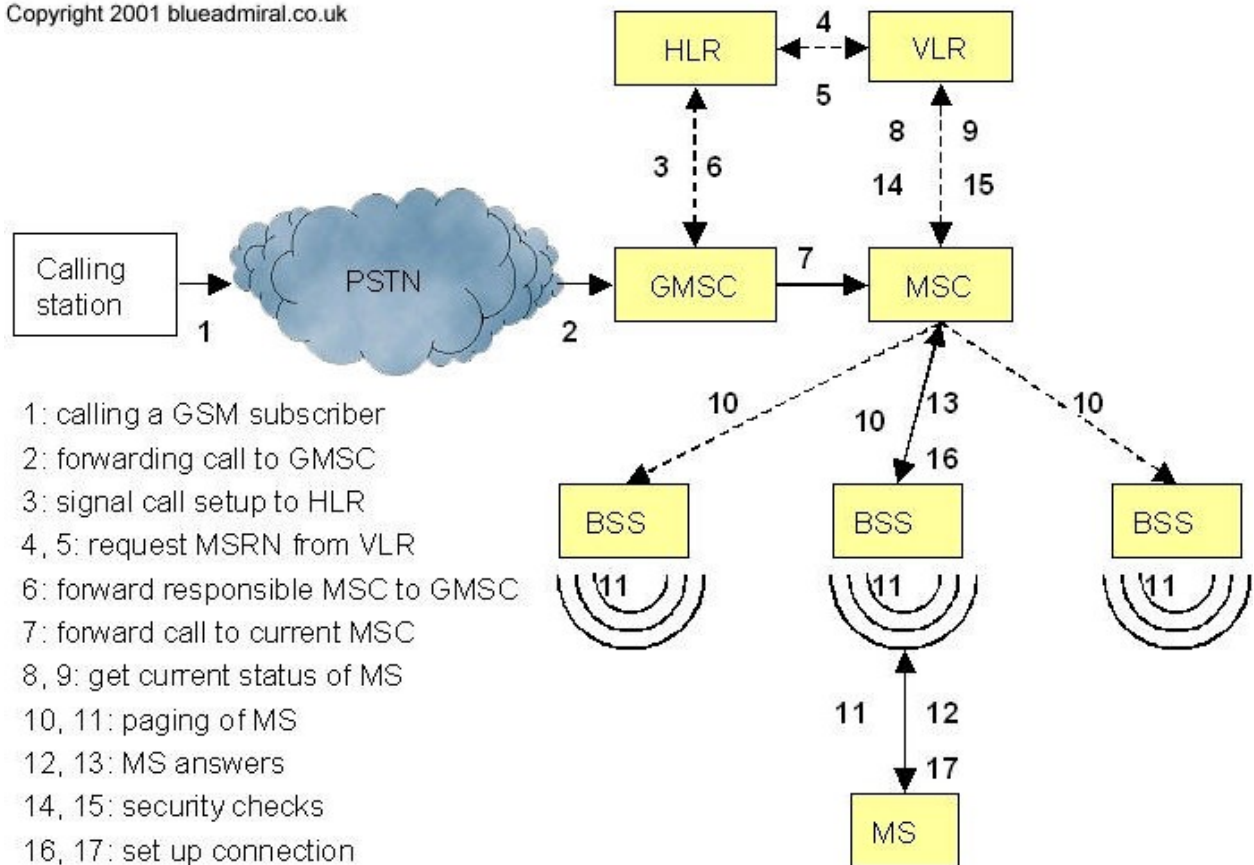 Copyright 2001 blueadmiral.co.uk
HLR
4
VLR
5
8 9
3 6
14 15
Calling
station
PSTN
GMSC
7
MSC
1
2
10
10
13
10
16
BSS
BSS
BSS
11
11
11
11
12
17
MS
1: calling a GSM subscriber
2: forwarding call to GMSC
3: signal call setup to HLR
4, 5: request MSRN from VLR
6: forward responsible MSC to GMSC
7: forward call to current MSC
8, 9: get current status of MS
10, 11: paging of MS
12, 13: MS answers
14, 15: security checks
16, 17: set up connection